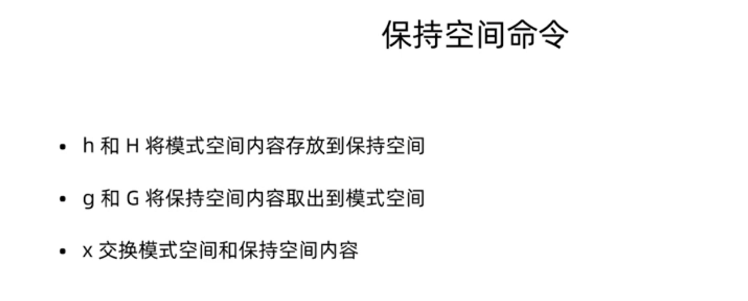 保持空间命令
• h 和 H 将模式空间内容存放到保持空间
• g 和 G 将保持空间内容取出到模式空间
• x 交换模式空间和保持空间内容